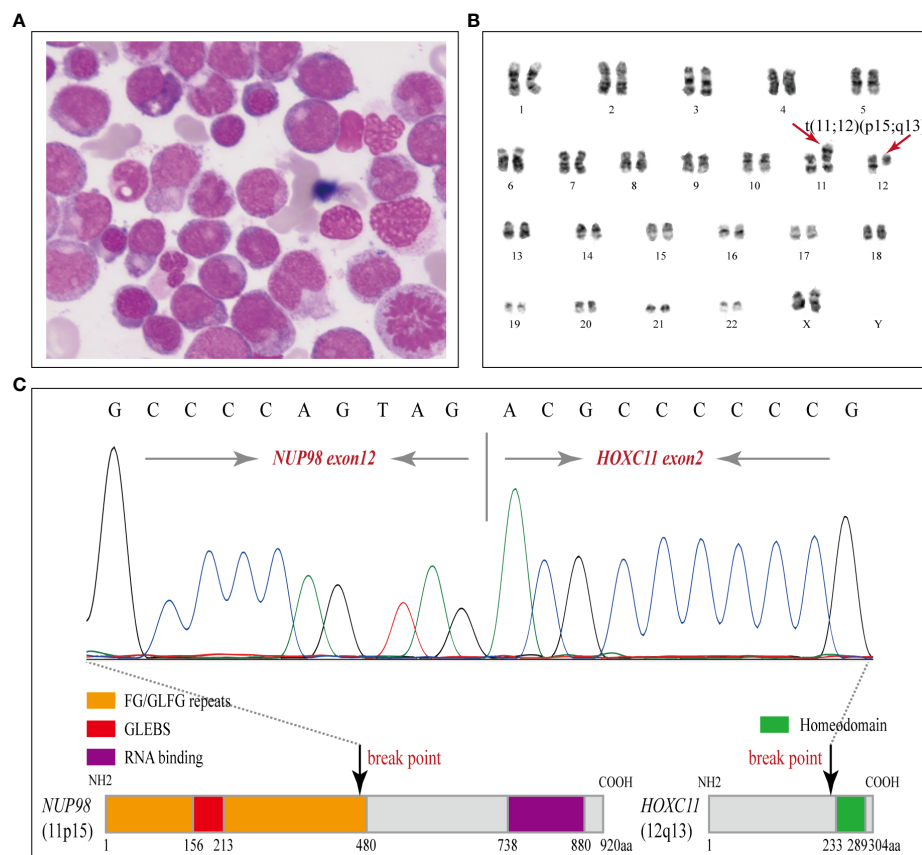 A
B
1 2 3 4 5
t(11;12)(p15;q13)
6 7 8 9 10 11 12
13 14 15 16 17 18
19 20 21 22 X Y
C
G C C C C A G T A G A C G C C C C C C G
NUP98 exon12 HOXC11 exon2
FG/GLFG repeats
GLEBS Homeodomain
RNA binding
break point break point
NH2 COOH NH2 COOH
NUP98 HOXC11
(11p15) (12q13)
1 156 213 480 738 880 920aa 1 233 289 304aa